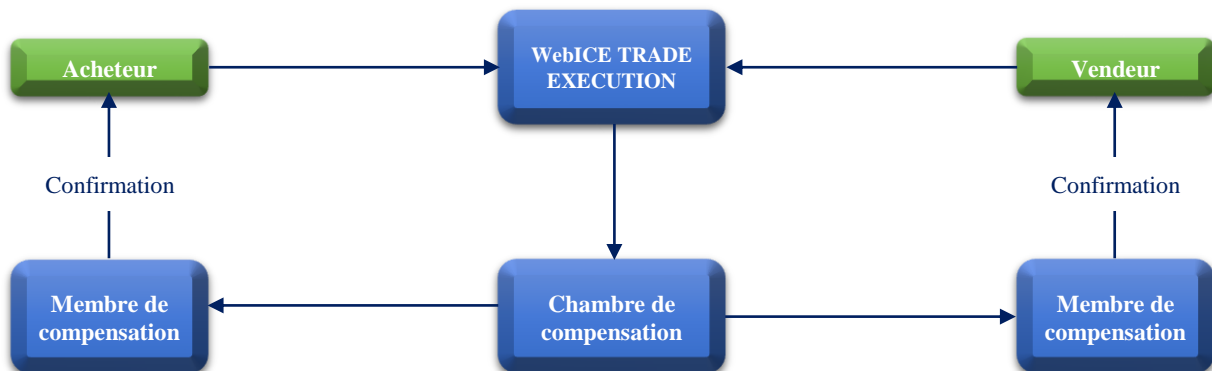 Acheteur
WebICE TRADE
EXECUTION
Vendeur
Confirmation
Confirmation
Membre de
compensation
Chambre de
compensation
Membre de
compensation